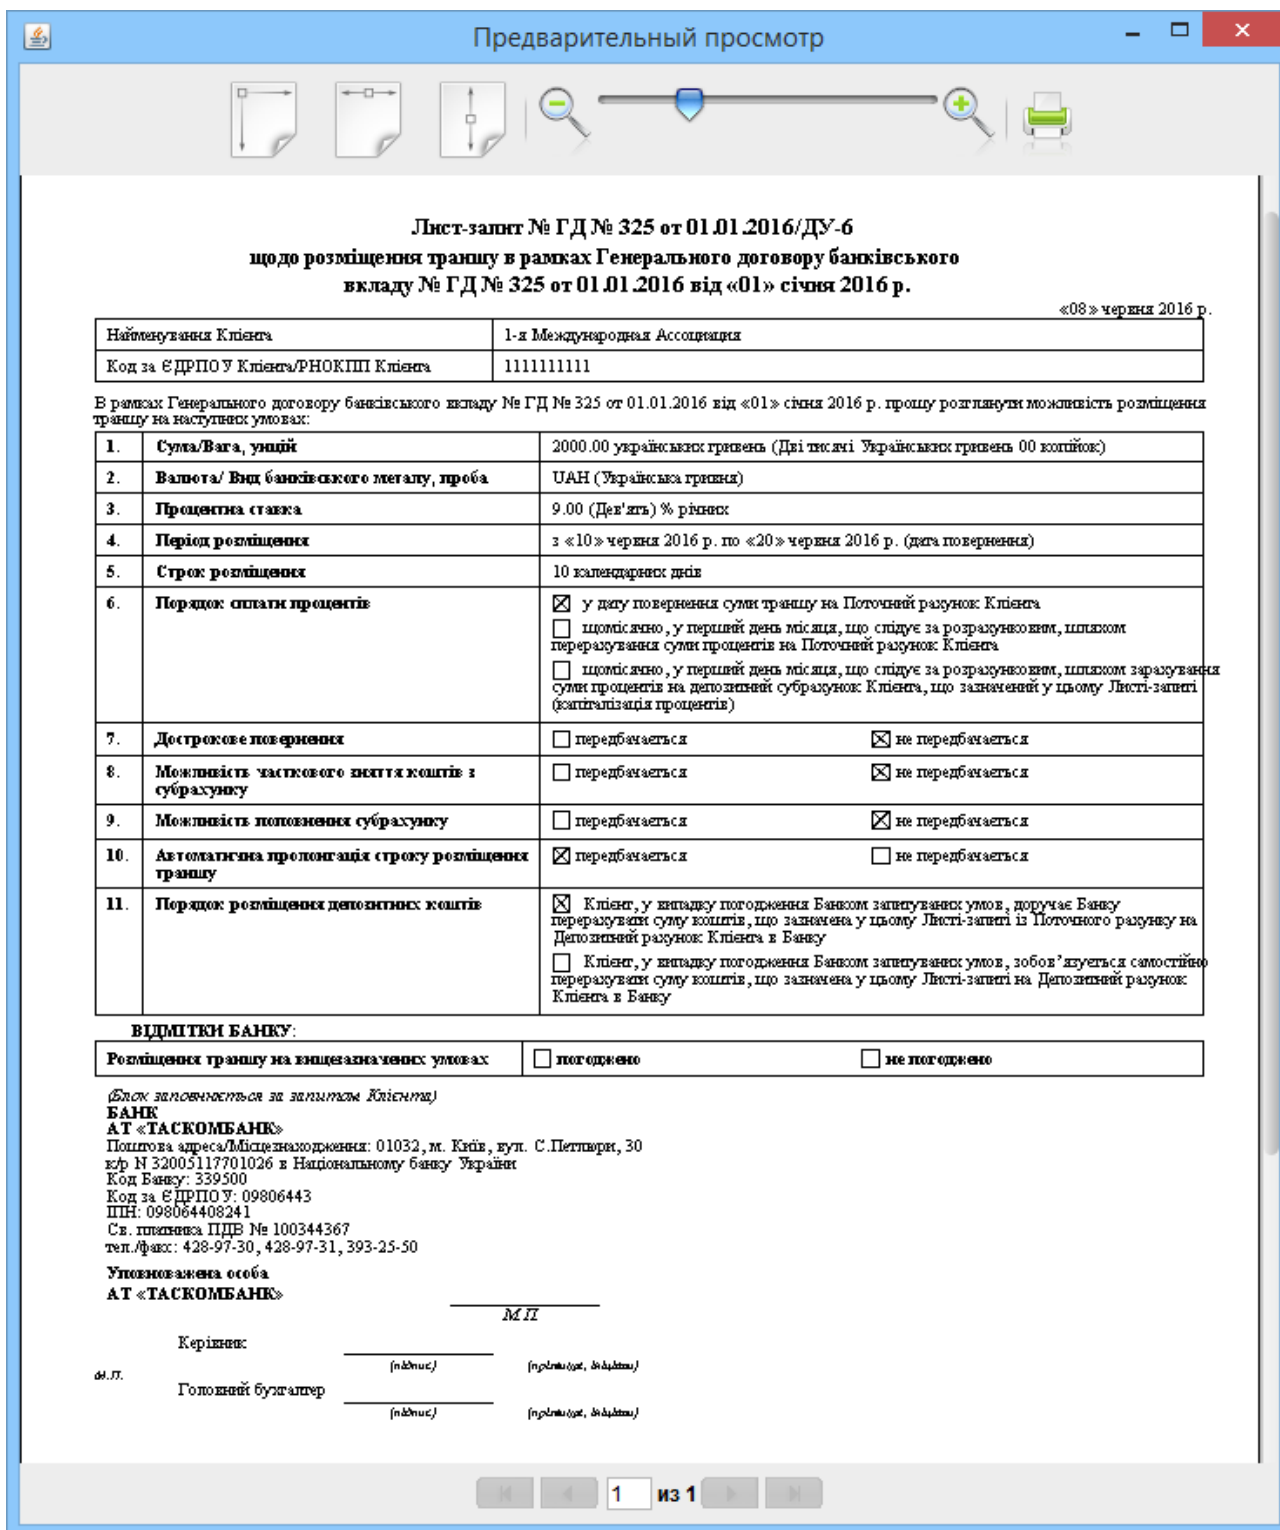 Предварительный просмотр
Лист-запит № ГД № 325 от 01.01.2016/ДУ-6
щодо розміщення траншу в рамках Генерального договору банківського
вкладу № ГД № 325 от 01.01.2016 від «01» січня 2016 р.
«08» червня 2016 р.
Найменування Клієнта 1-я Международная Ассоциация
Код за ЄДРПОУ Клієнта/РНОКПП Клієнта 1111111111
В рамках Генерального договору банківського вкладу № ГД № 325 от 01.01.2016 від «01» січня 2016 р. прошу розглянути можливість розміщення
траншу на наступних умовах:
1. Сума/Вага, унцій 2000.00 українських гривень (Дві тисячі Українських гривень 00 копійок)
2. Валюта/ Вид банківського металу, проба UAH (Українська гривня)
3. Процентна ставка 9.00 (Дев'ять) % річних
4. Період розміщення з «10» червня 2016 р. по «20» червня 2016 р. (дата повернення)
5. Строк розміщення 10 календарних днів
6. Порядок сплати процентів ☒ у дату повернення суми траншу на Поточний рахунок Клієнта
☐ щомісячно, у перший день місяця, що слідує за розрахунковим, шляхом
перерахування суми процентів на Поточний рахунок Клієнта
☐ щомісячно, у перший день місяця, що слідує за розрахунковим, шляхом зарахування
суми процентів на депозитний субрахунок Клієнта, що зазначений у цьому Листі-запиті
(капіталізація процентів)
7. Дострокове повернення ☐ передбачається ☒ не передбачається
8. Можливість часткового зняття коштів з ☐ передбачається ☒ не передбачається
субрахунку
9. Можливість поповнення субрахунку ☐ передбачається ☒ не передбачається
10. Автоматична пролонгація строку розміщення ☒ передбачається ☐ не передбачається
траншу
11. Порядок розміщення депозитних коштів ☒ Клієнт, у випадку погодження Банком запитуваних умов, доручає Банку
перерахувати суму коштів, що зазначена у цьому Листі-запиті із Поточного рахунку на
Депозитний рахунок Клієнта в Банку
☐ Клієнт, у випадку погодження Банком запитуваних умов, зобов’язується самостійно
перерахувати суму коштів, що зазначена у цьому Листі-запиті на Депозитний рахунок
Клієнта в Банку
ВІДМІТКИ БАНКУ:
Розміщення траншу на вищезазначених умовах ☐ погоджено ☐ не погоджено
(Блок заповнюється за запитом Клієнта)
БАНК
АТ «ТАСКОМБАНК»
Поштова адреса/Місцезнаходження: 01032, м. Київ, вул. С.Петлюри, 30
к/р N 32005117701026 в Національному банку України
Код Банку: 339500
Код за ЄДРПОУ: 09806443
ІПН: 098064408241
Св. платника ПДВ № 100344367
тел./факс: 428-97-30, 428-97-31, 393-25-50
Уповноважена особа
АТ «ТАСКОМБАНК»
М П
Керівник
(підпис) (прізвище, ініціали)
м.п.
Головний бухгалтер
(підпис) (прізвище, ініціали)
1 из 1